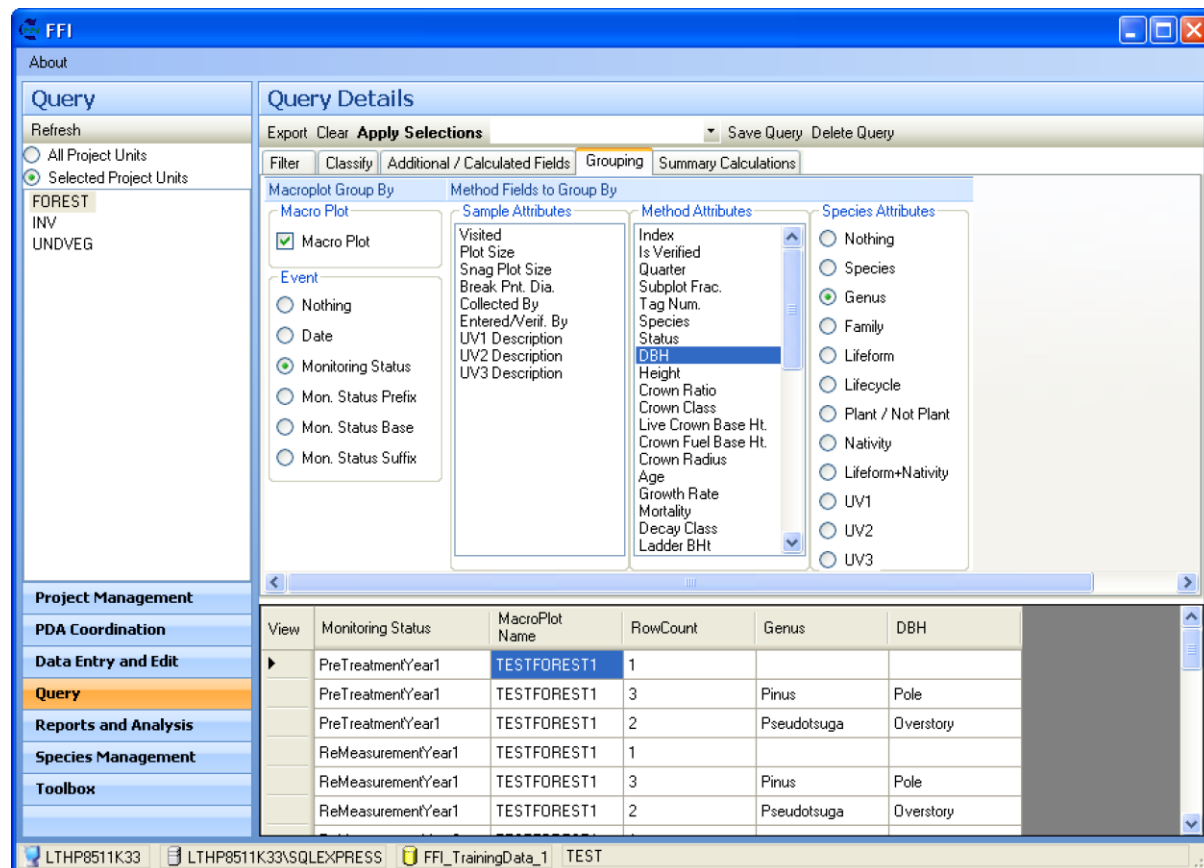 FFI
About
Query
Refresh
All Project Units
Selected Project Units
FOREST
INV
UNDVEG
Project Management
PDA Coordination
Data Entry and Edit
Query
Reports and Analysis
Species Management
Toolbox
Query Details
Export Clear Apply Selections Save Query Delete Query
Filter Classify Additional / Calculated Fields Grouping Summary Calculations
Macroplot Group By Method Fields to Group By
Macro Plot
Macro Plot
Event
Nothing
Date
Monitoring Status
Mon. Status Prefix
Mon. Status Base
Mon. Status Suffix
Sample Attributes
Visited
Plot Size
Snag Plot Size
Break Pnt. Dia.
Collected By
Entered/Verif. By
UV1 Description
UV2 Description
UV3 Description
Method Attributes
Index
Is Verified
Quarter
Subplot Frac.
Tag Num.
Species
Status
DBH
Height
Crown Ratio
Crown Class
Live Crown Base Ht.
Crown Fuel Base Ht.
Crown Radius
Age
Growth Rate
Mortality
Decay Class
Ladder BHt
Species Attributes
Nothing
Species
Genus
Family
Lifeform
Lifecycle
Plant / Not Plant
Nativity
Lifeform+Nativity
UV1
UV2
UV3
View Monitoring Status MacroPlot Name RowCount Genus DBH
PreTreatmentYear1 TESTFOREST1 1
PreTreatmentYear1 TESTFOREST1 3 Pinus Pole
PreTreatmentYear1 TESTFOREST1 2 Pseudotsuga Overstory
ReMeasurementYear1 TESTFOREST1 1
ReMeasurementYear1 TESTFOREST1 3 Pinus Pole
ReMeasurementYear1 TESTFOREST1 2 Pseudotsuga Overstory
LTHP8511K33 LTHP8511K33\SQLEXPRESS FFI_TrainingData_1 TEST